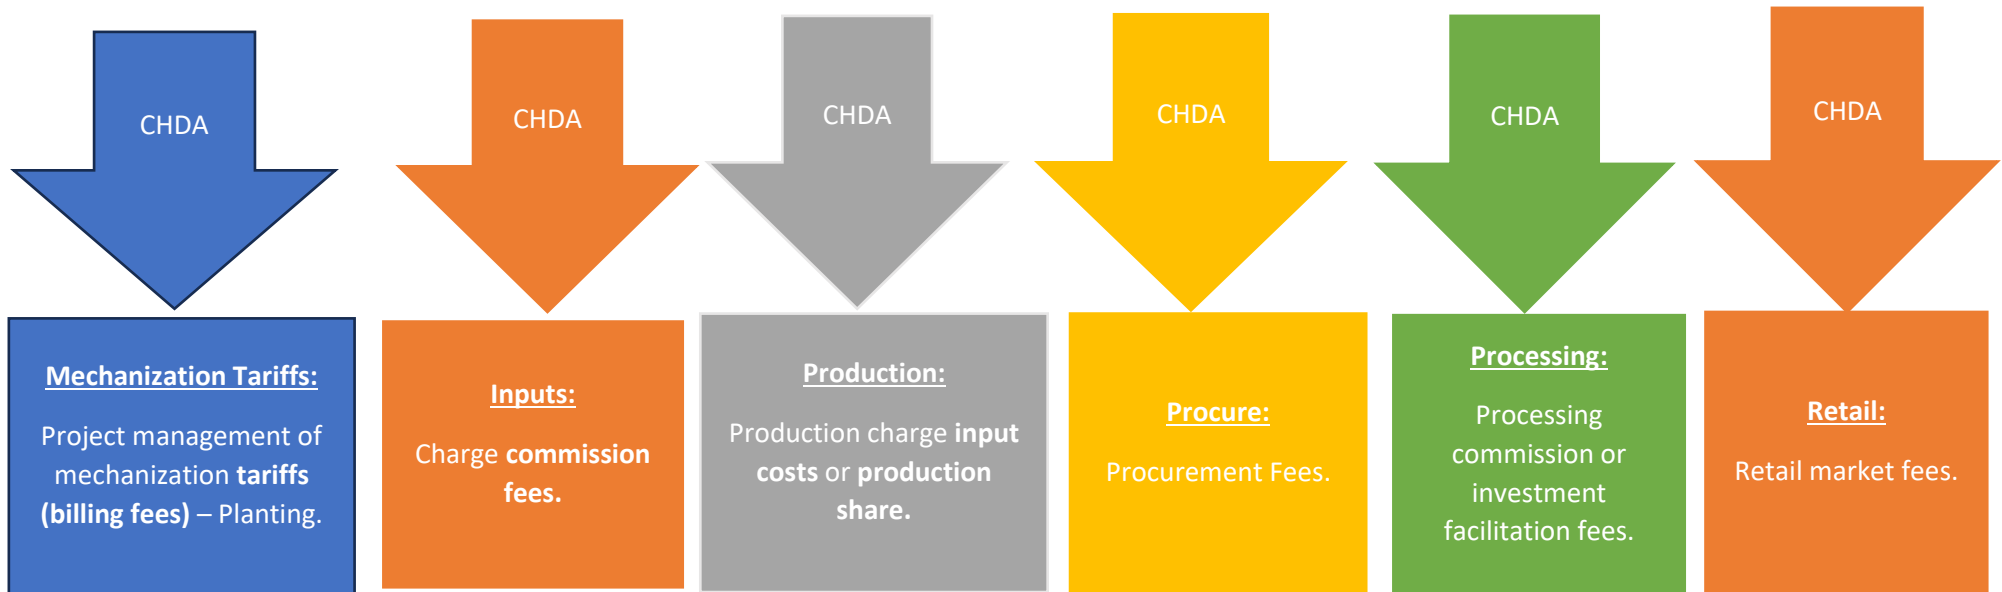 CHDA
CHDA
CHDA
CHDA
CHDA
CHDA
Mechanization Tariffs:
Project management of
mechanization tariffs
(billing fees) – Planting.
Inputs:
Charge commission
fees.
Production:
Production charge input
costs or production
share.
Procure:
Procurement Fees.
Processing:
Processing
commission or
investment
facilitation fees.
Retail:
Retail market fees.